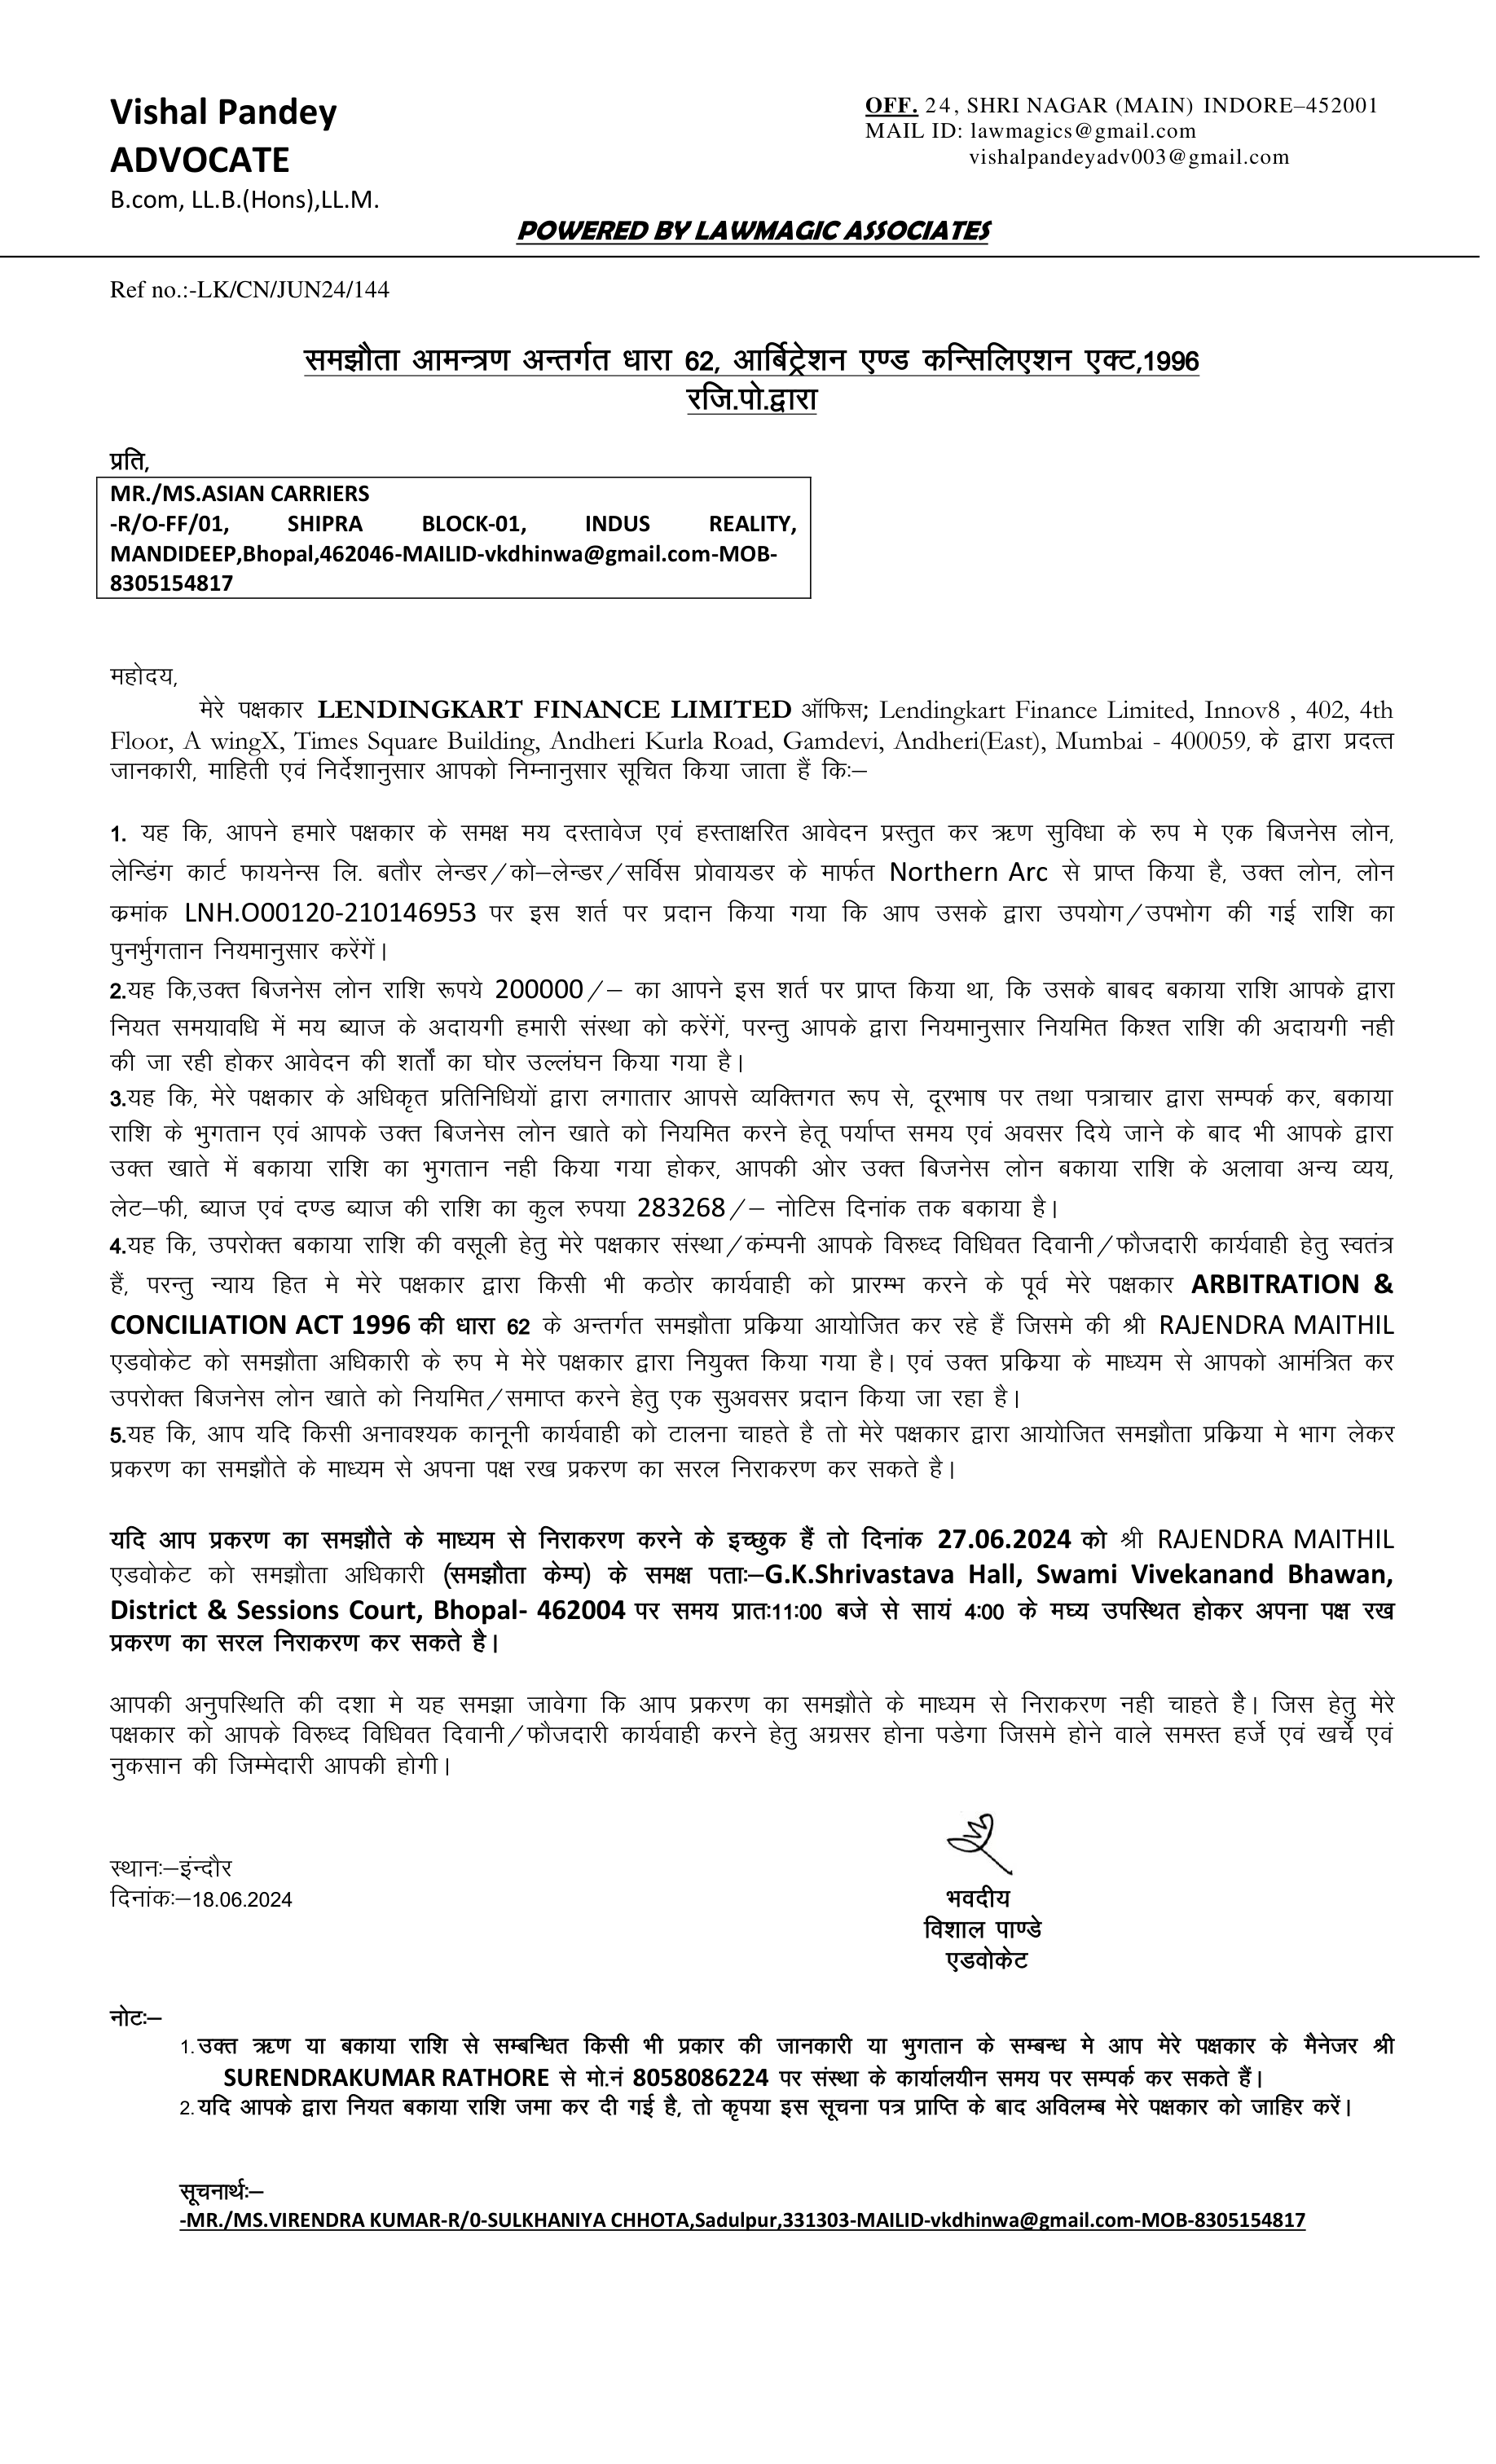 Vishal Pandey
OFF. 24, SHRI NAGAR (MAIN) INDORE–452001
ADVOCATE
MAIL ID: lawmagics@gmail.com
vishalpandeyadv003@gmail.com
B.com, LL.B.(Hons),LL.M.
POWERED BY LAWMAGIC ASSOCIATES
Ref no.:-LK/CN/JUN24/144
समझौता आमन्त्रण अन्तर्गत धारा 62, आर्बिट्रेशन एण्ड कन्सिलिएशन एक्ट,1996
रजि.पो.द्वारा
प्रति,
MR./MS.ASIAN CARRIERS
-R/O-FF/01, SHIPRA BLOCK-01, INDUS REALITY,
MANDIDEEP,Bhopal,462046-MAILID-vkdhinwa@gmail.com-MOB-
8305154817
महोदय,
मेरे पक्षकार LENDINGKART FINANCE LIMITED ऑफिस; Lendingkart Finance Limited, Innov8 , 402, 4th
Floor, A wingX, Times Square Building, Andheri Kurla Road, Gamdevi, Andheri(East), Mumbai - 400059, के द्वारा प्रदत्त
जानकारी, माहिती एवं निर्देशानुसार आपको निम्नानुसार सूचित किया जाता हैं कि:–
1. यह कि, आपने हमारे पक्षकार के समक्ष मय दस्तावेज एवं हस्ताक्षरित आवेदन प्रस्तुत कर ऋण सुविधा के रुप मे एक बिजनेस लोन,
लेन्डिंग कार्ट फायनेन्स लि. बतौर लेन्डर/को–लेन्डर/सर्विस प्रोवायडर के मार्फत Northern Arc से प्राप्त किया है, उक्त लोन, लोन
क्रमांक LNH.O00120-210146953 पर इस शर्त पर प्रदान किया गया कि आप उसके द्वारा उपयोग/उपभोग की गई राशि का
पुनर्भुगतान नियमानुसार करेंगें।
2.यह कि,उक्त बिजनेस लोन राशि रूपये 200000/– का आपने इस शर्त पर प्राप्त किया था, कि उसके बाबद बकाया राशि आपके द्वारा
नियत समयावधि में मय ब्याज के अदायगी हमारी संस्था को करेंगें, परन्तु आपके द्वारा नियमानुसार नियमित किश्त राशि की अदायगी नही
की जा रही होकर आवेदन की शर्तों का घोर उल्लंघन किया गया है।
3.यह कि, मेरे पक्षकार के अधिकृत प्रतिनिधियों द्वारा लगातार आपसे व्यक्तिगत रूप से, दूरभाष पर तथा पत्राचार द्वारा सम्पर्क कर, बकाया
राशि के भुगतान एवं आपके उक्त बिजनेस लोन खाते को नियमित करने हेतू पर्याप्त समय एवं अवसर दिये जाने के बाद भी आपके द्वारा
उक्त खाते में बकाया राशि का भुगतान नही किया गया होकर, आपकी ओर उक्त बिजनेस लोन बकाया राशि के अलावा अन्य व्यय,
लेट–फी, ब्याज एवं दण्ड ब्याज की राशि का कुल रुपया 283268/– नोटिस दिनांक तक बकाया है।
4.यह कि, उपरोक्त बकाया राशि की वसूली हेतु मेरे पक्षकार संस्था/कंम्पनी आपके विरुध्द विधिवत दिवानी/फौजदारी कार्यवाही हेतु स्वतंत्र
हैं, परन्तु न्याय हित मे मेरे पक्षकार द्वारा किसी भी कठोर कार्यवाही को प्रारम्भ करने के पूर्व मेरे पक्षकार ARBITRATION &
CONCILIATION ACT 1996 की धारा 62 के अन्तर्गत समझौता प्रक्रिया आयोजित कर रहे हैं जिसमे की श्री RAJENDRA MAITHIL
एडवोकेट को समझौता अधिकारी के रुप मे मेरे पक्षकार द्वारा नियुक्त किया गया है। एवं उक्त प्रक्रिया के माध्यम से आपको आमंत्रित कर
उपरोक्त बिजनेस लोन खाते को नियमित/समाप्त करने हेतु एक सुअवसर प्रदान किया जा रहा है।
5.यह कि, आप यदि किसी अनावश्यक कानूनी कार्यवाही को टालना चाहते है तो मेरे पक्षकार द्वारा आयोजित समझौता प्रक्रिया मे भाग लेकर
प्रकरण का समझौते के माध्यम से अपना पक्ष रख प्रकरण का सरल निराकरण कर सकते है।
यदि आप प्रकरण का समझौते के माध्यम से निराकरण करने के इच्छुक हैं तो दिनांक 27.06.2024 को श्री RAJENDRA MAITHIL
एडवोकेट को समझौता अधिकारी (समझौता केम्प) के समक्ष पता:–G.K.Shrivastava Hall, Swami Vivekanand Bhawan,
District & Sessions Court, Bhopal- 462004 पर समय प्रात:11:00 बजे से सायं 4:00 के मघ्य उपस्थित होकर अपना पक्ष रख
प्रकरण का सरल निराकरण कर सकते है।
आपकी अनुपस्थिति की दशा मे यह समझा जावेगा कि आप प्रकरण का समझौते के माध्यम से निराकरण नही चाहते है। जिस हेतु मेरे
पक्षकार को आपके विरुध्द विधिवत दिवानी/फौजदारी कार्यवाही करने हेतु अग्रसर होना पडेगा जिसमे होने वाले समस्त हर्जे एवं खर्चे एवं
नुकसान की जिम्मेदारी आपकी होगी।
स्थान:–इंन्दौर
दिनांक:–18.06.2024
भवदीय
विशाल पाण्डे
एडवोकेट
नोट:–
1.उक्त ऋण या बकाया राशि से सम्बन्धित किसी भी प्रकार की जानकारी या भुगतान के सम्बन्ध मे आप मेरे पक्षकार के मैनेजर श्री
SURENDRAKUMAR RATHORE से मो.नं 8058086224 पर संस्था के कार्यालयीन समय पर सम्पर्क कर सकते हैं।
2.यदि आपके द्वारा नियत बकाया राशि जमा कर दी गई है, तो कृपया इस सूचना पत्र प्राप्ति के बाद अविलम्ब मेरे पक्षकार को जाहिर करें।
सूचनार्थ:–
-MR./MS.VIRENDRA KUMAR-R/0-SULKHANIYA CHHOTA,Sadulpur,331303-MAILID-vkdhinwa@gmail.com-MOB-8305154817